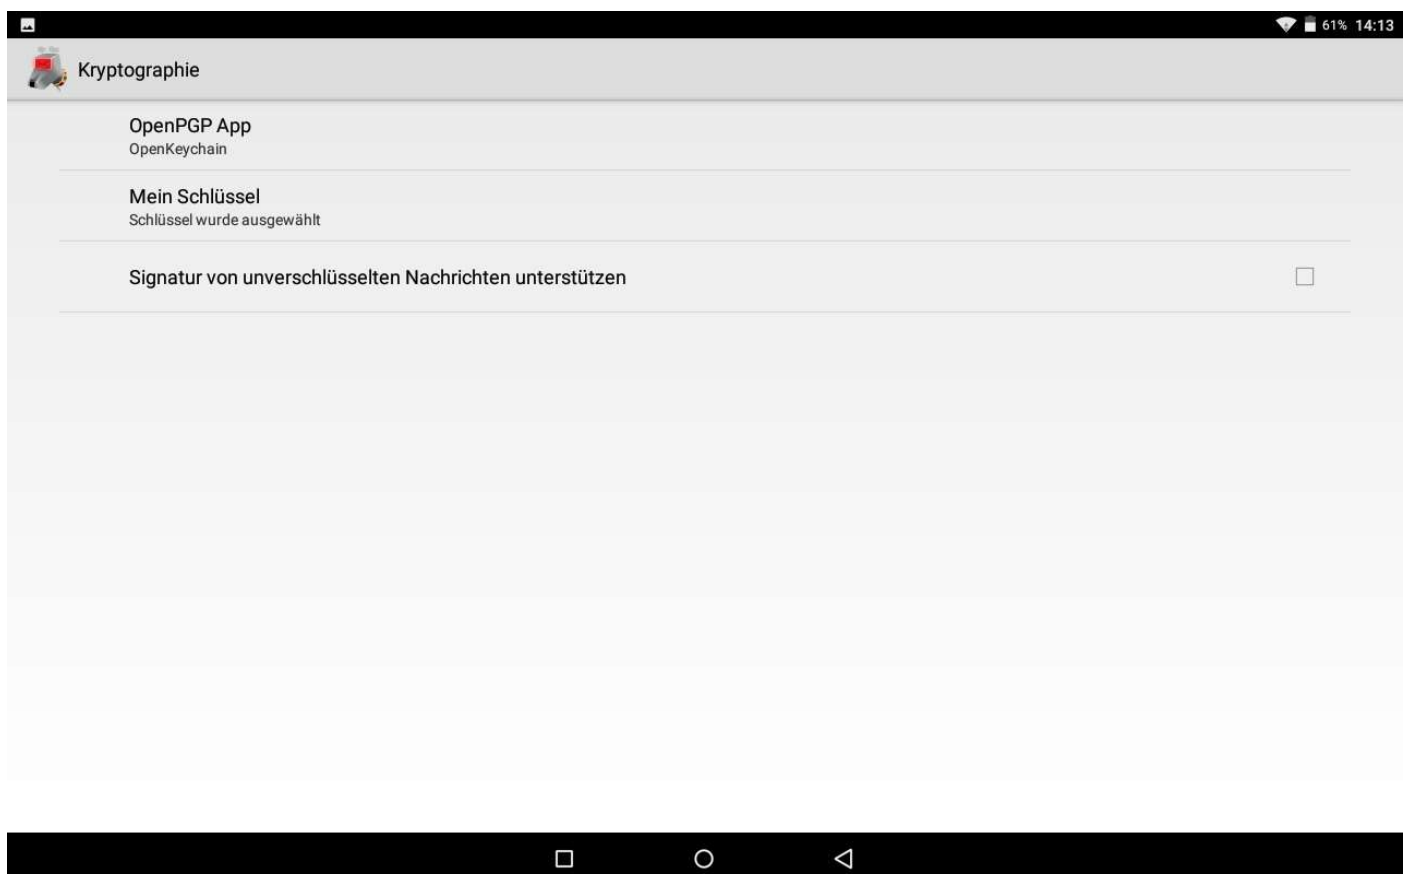 61% 14:13
Kryptographie
OpenPGP App
OpenKeychain
Mein Schlüssel
Schlüssel wurde ausgewählt
Signatur von unverschlüsselten Nachrichten unterstützen